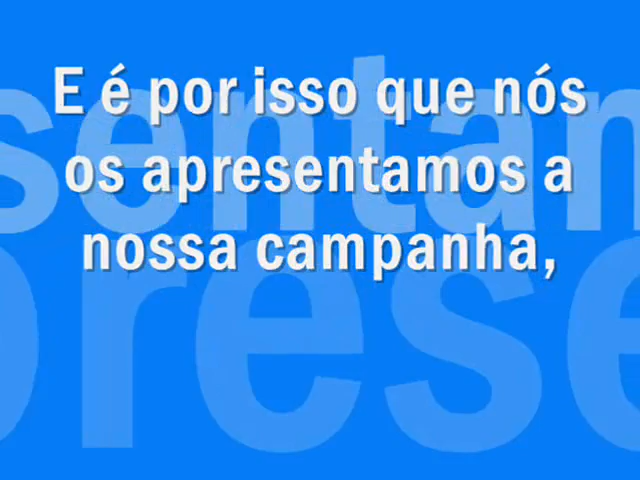 E é por isso que nós
os apresentamos a
nossa campanha,